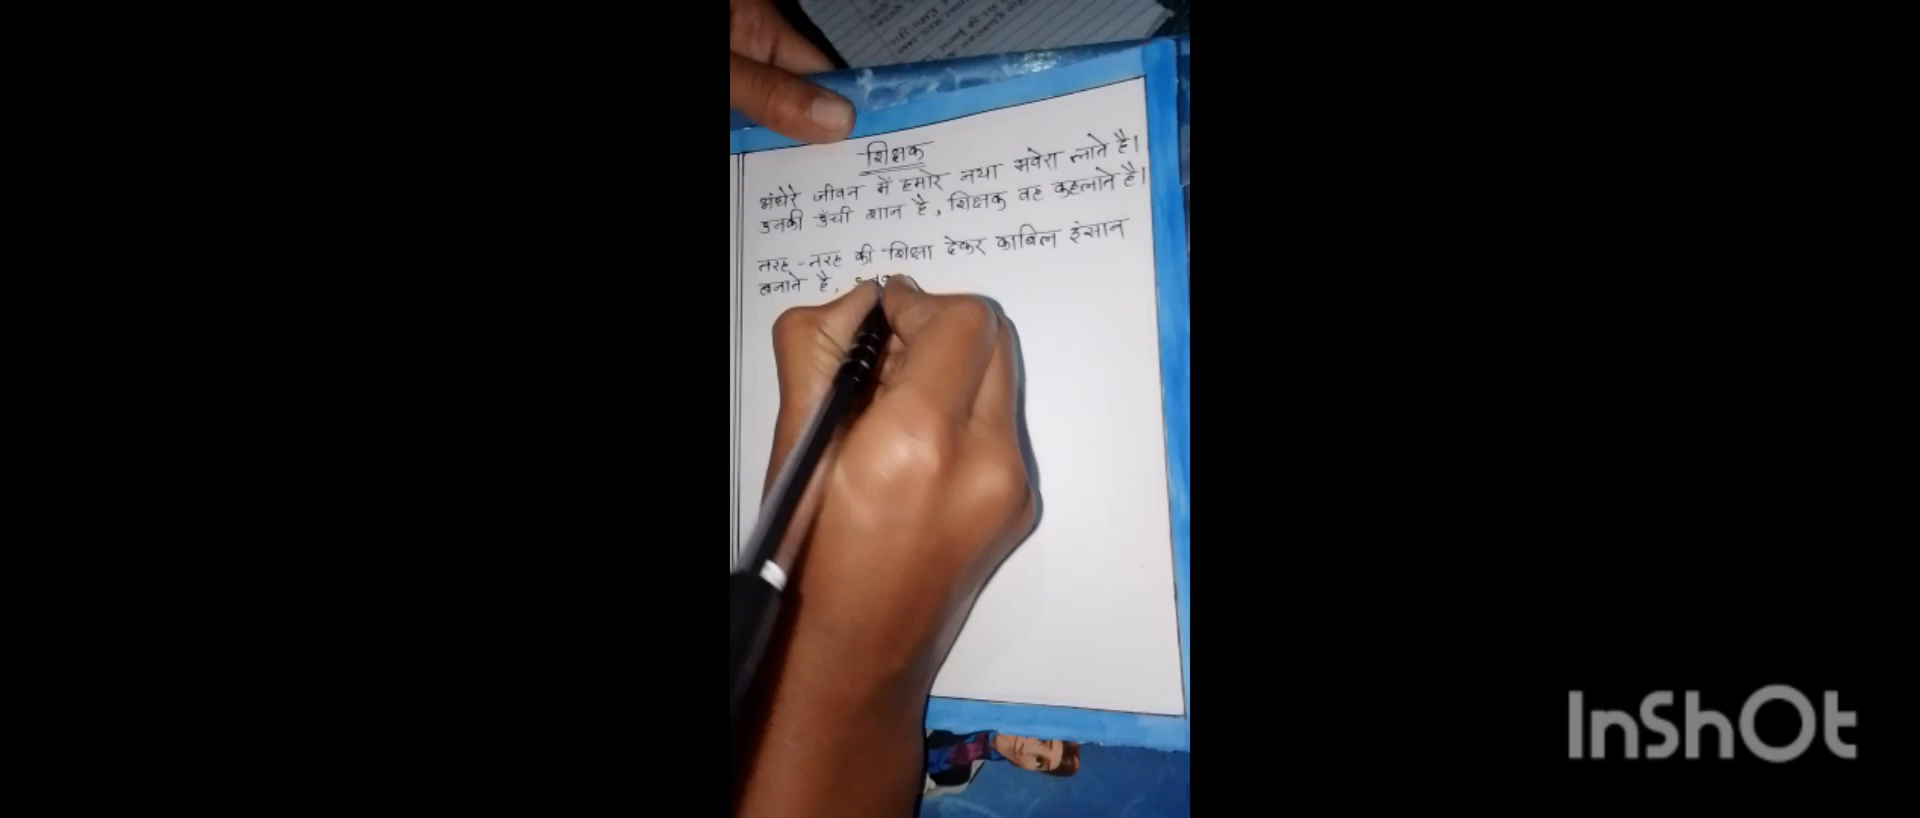 शिक्षक
अंधेरे जीवन में हमारे नया सवेरा लाते है।
उनकी ऊंची शान है, शिक्षक वह कहलाते है।
तरह-तरह की शिक्षा देकर काबिल इंसान
बनाते है,
InShOt